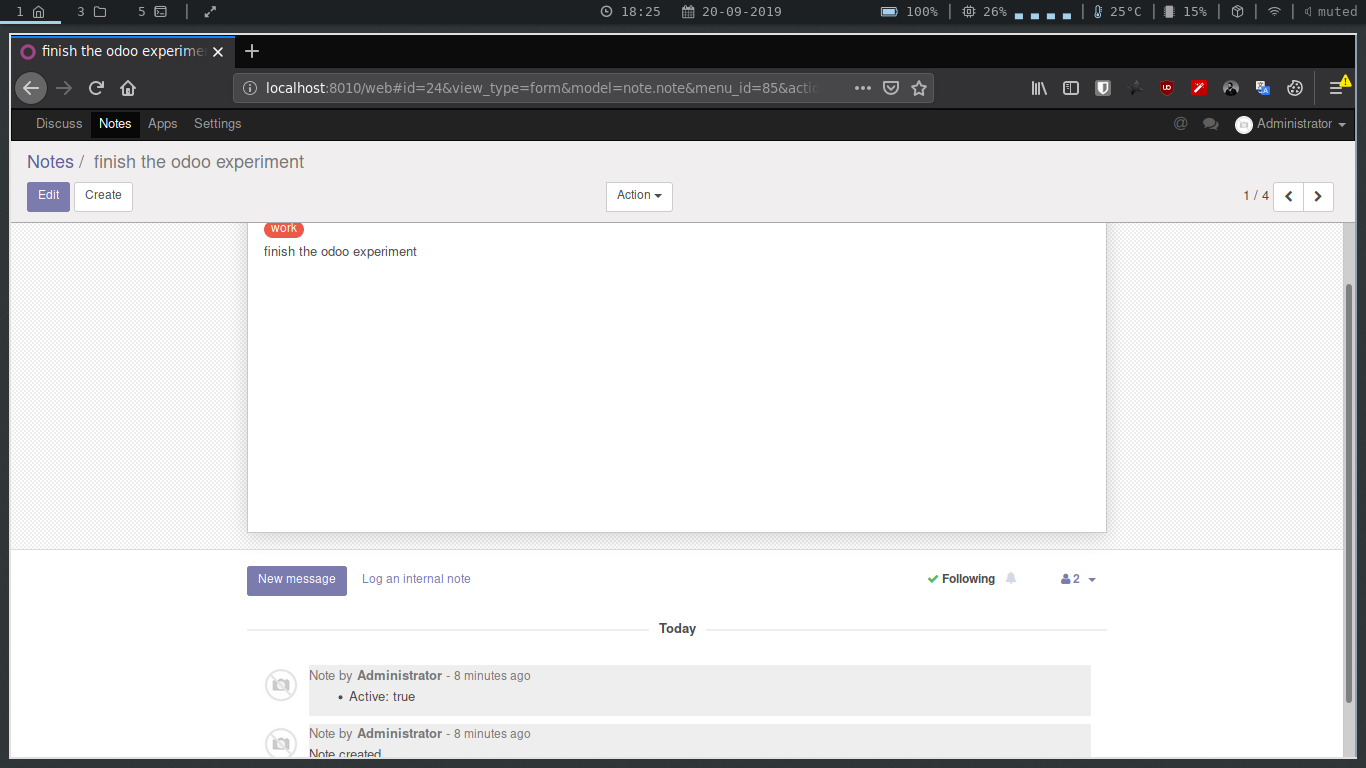 1 3 5 18:25 20-09-2019 100% 26% 25°C 15% muted
finish the odoo experime
localhost:8010/web#id=24&view_type=form&model=note.note&menu_id=85&actio
Discuss Notes Apps Settings @ Administrator
Notes / finish the odoo experiment
Edit Create Action 1 / 4
work
finish the odoo experiment
New message Log an internal note Following 2
Today
Note by Administrator - 8 minutes ago
• Active: true
Note by Administrator - 8 minutes ago
Note created